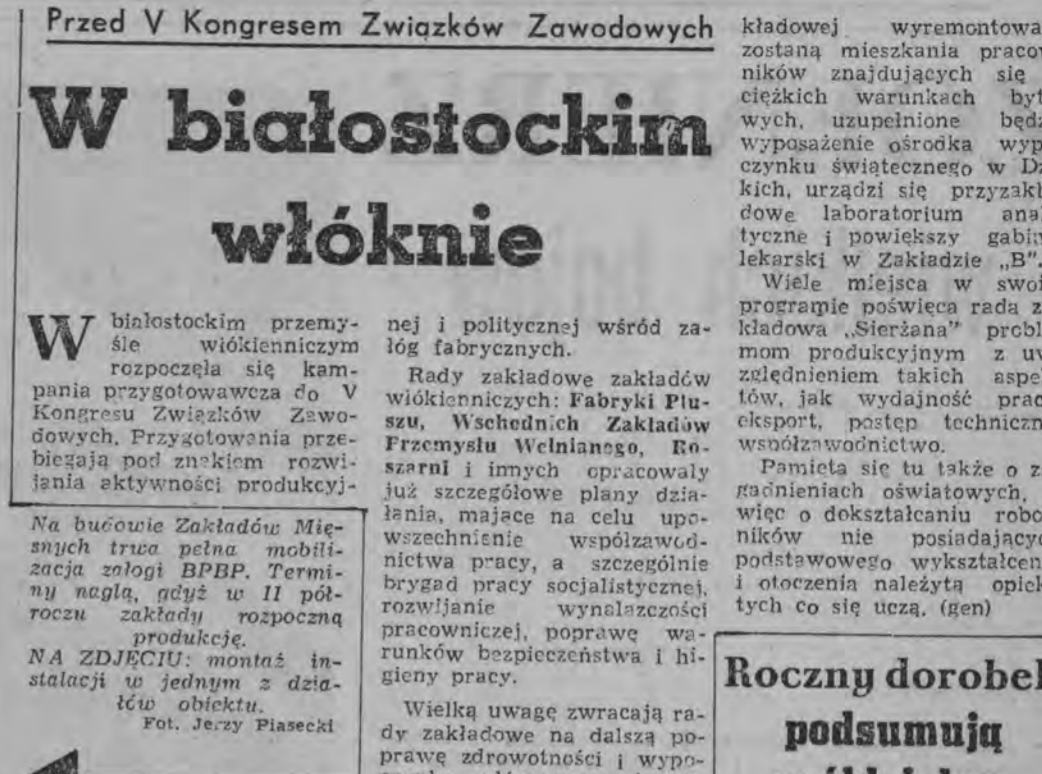 Przed V Kongresem Związków Zawodowych
W białostockim
włóknie
W białostockim przemy-
śle włókienniczym
rozpoczęła się kam-
pania przygotowawcza do V
Kongresu Związków Zawo-
dowych. Przygotowania prze-
biegają pod znakiem rozwi-
jania aktywności produkcyj-
nej i politycznej wśród za-
łóg fabrycznych.
Rady zakładowe zakładów
włókienniczych: Fabryki Plu-
szu, Wschodnich Zakładów
Przemysłu Wełnianego, Ro-
szarni i innych opracowały
już szczegółowe plany dzia-
łania, mające na celu upo-
wszechnienie współzawod-
nictwa pracy, a szczególnie
brygad pracy socjalistycznej,
rozwijanie wynalazczości
pracowniczej, poprawę wa-
runków bezpieczeństwa i hi-
gieny pracy.
Wielką uwagę zwracają ra-
dy zakładowe na dalszą po-
prawę zdrowotności i wypo-
kładowej wyremontowa
zostaną mieszkania praco
ników znajdujących się
ciężkich warunkach byt
wych, uzupełnione będz
wyposażenie ośrodka wyp
czynku świątecznego w Dz
kich, urządzi się przyzakł
dowe laboratorium anal
tyczne i powiększy gabin
lekarski w Zakładzie „B".
Wiele miejsca w swoi
programie poświęca rada z
kładowa „Sierżana" probl
mom produkcyjnym z uw
zględnieniem takich aspe
tów, jak wydajność prac
eksport, postęp techniczn
współzawodnictwo.
Pamięta się tu także o z
gadnieniach oświatowych,
więc o dokształcaniu robo
ników nie posiadającyc
podstawowego wykształcen
i otoczenia należytą opiek
tych co się uczą. (gen)
Na budowie Zakładów Mię-
snych trwa pełna mobili-
zacja załogi BPBP. Termi-
ny naglą, gdyż w II pół-
roczu zakłady rozpoczną
produkcję.
NA ZDJĘCIU: montaż in-
stalacji w jednym z dzia-
łów obiektu.
Fot. Jerzy Piasecki
Roczny dorobek
podsumują